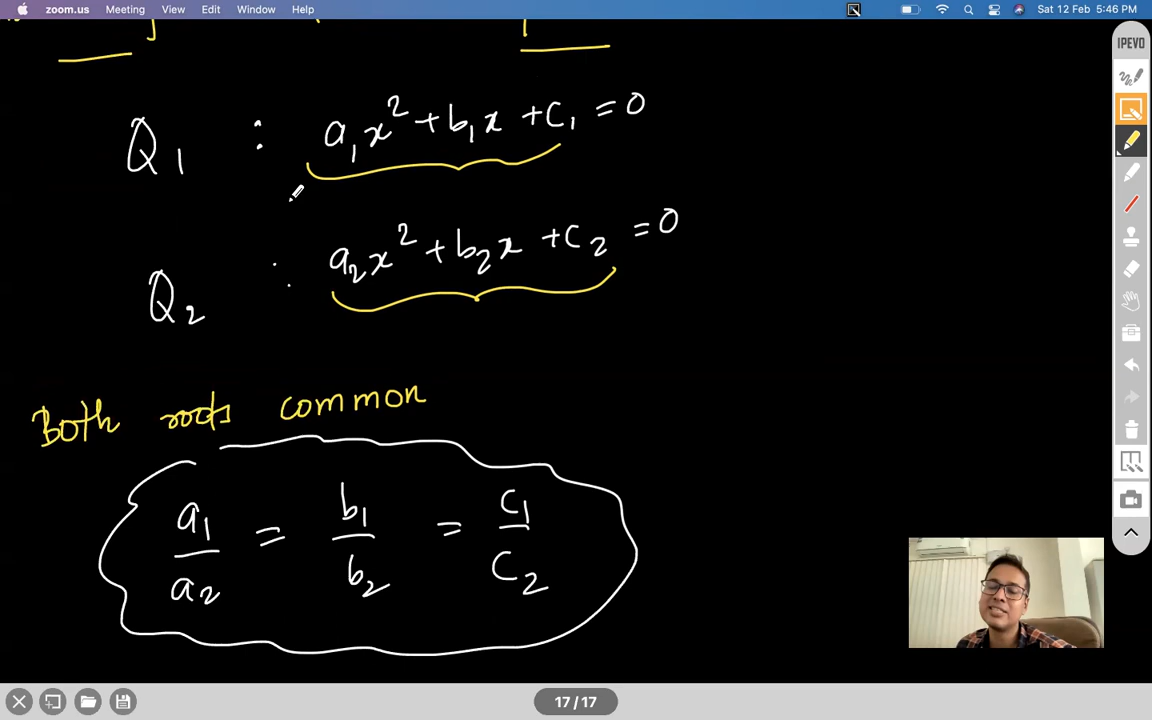 zoom.us Meeting View Edit Window Help Sat 12 Feb 5:46 PM
IPEVO
Q₁ : a₁x² + b₁x + c₁ = 0
Q₂ : a₂x² + b₂x + c₂ = 0
Both roots common
a₁/a₂ = b₁/b₂ = c₁/c₂
17/17